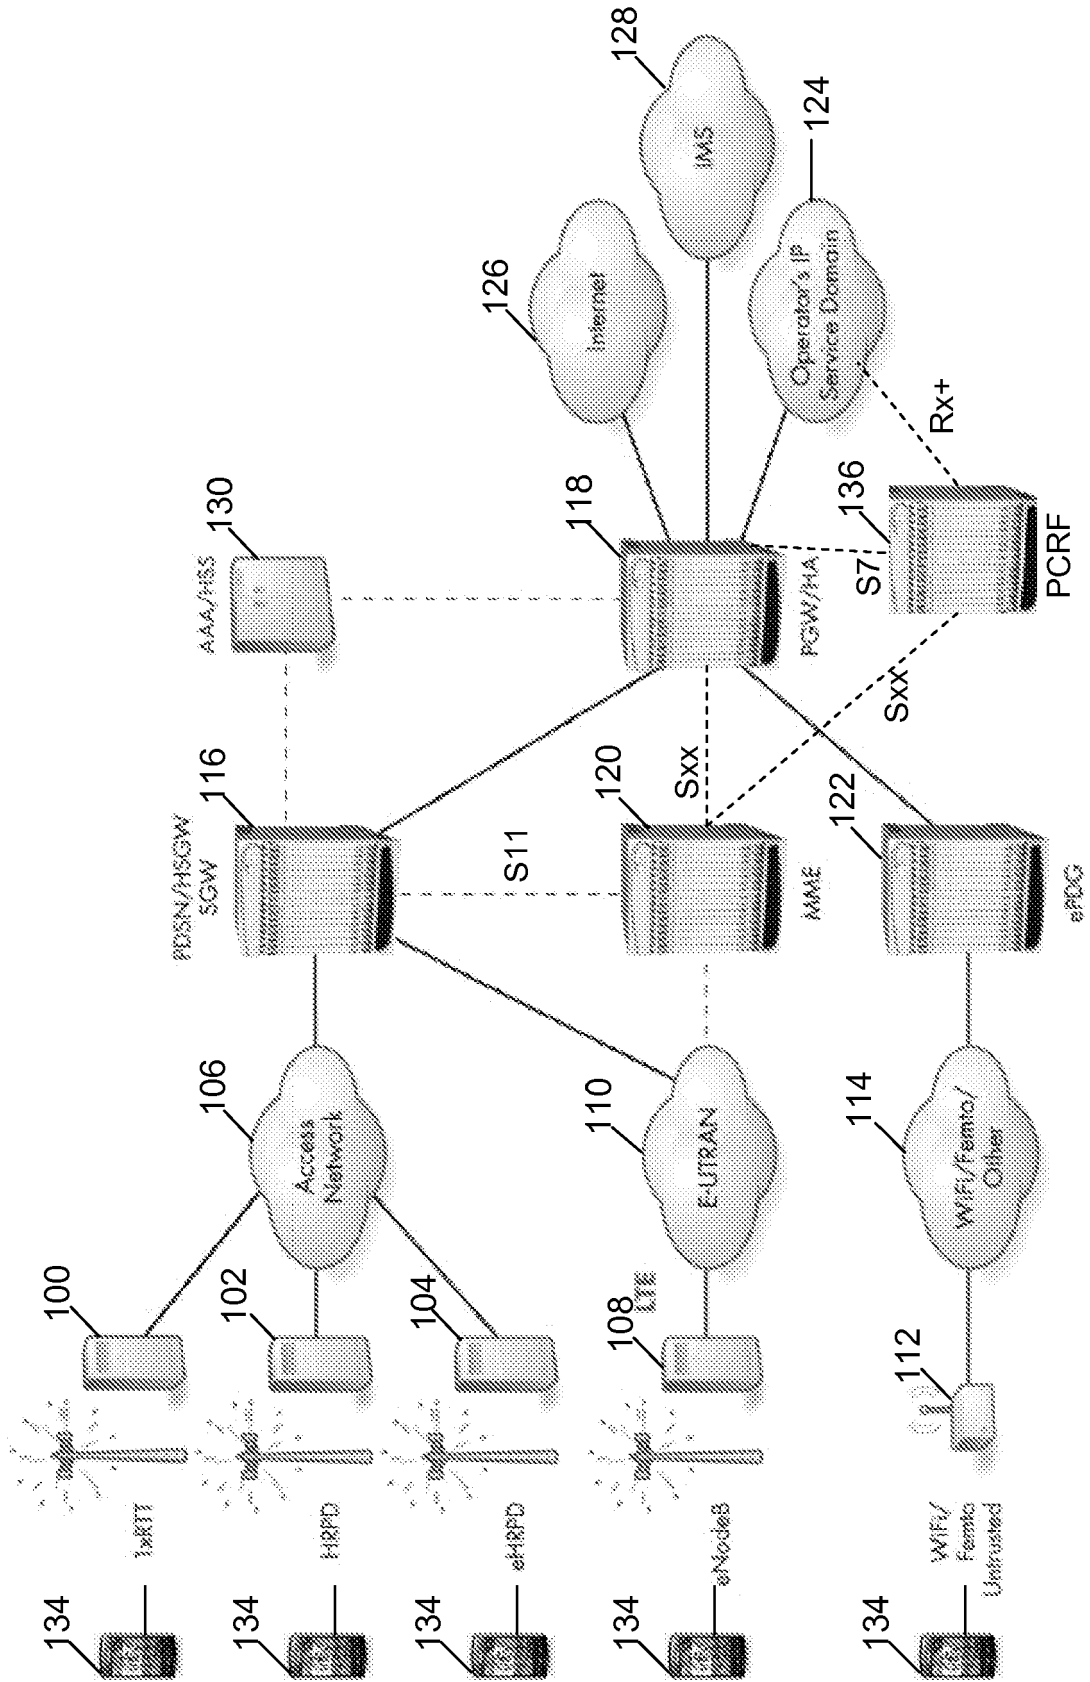 134
1xRTT
100
134
HRPD
102
134
eHRPD
104
106
Access
Network
PDSN/HSGW
SGW
116
AAA/HSS
130
134
eNodeB
108
LTE
110
E-UTRAN
S11
120
MME
Sxx
118
PGW/HA
126
Internet
128
IMS
124
Operator's IP
Service Domain
134
WiFi/
Femto
Untrusted
112
114
WiFi/Femto/
Other
122
ePDG
Sxx
S7
136
PCRF
Rx+